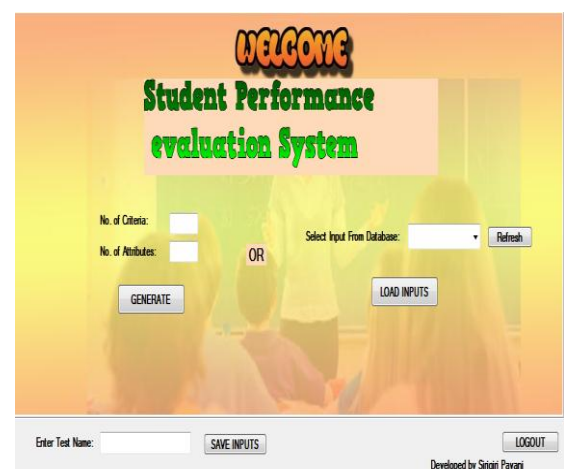 WELCOME
Student Performance
evaluation System
No. of Criteria:
No. of Attributes:
GENERATE
OR
Select Input From Database:
Refresh
LOAD INPUTS
Enter Test Name:
SAVE INPUTS
LOGOUT
Developed by Sirigiri Pavani